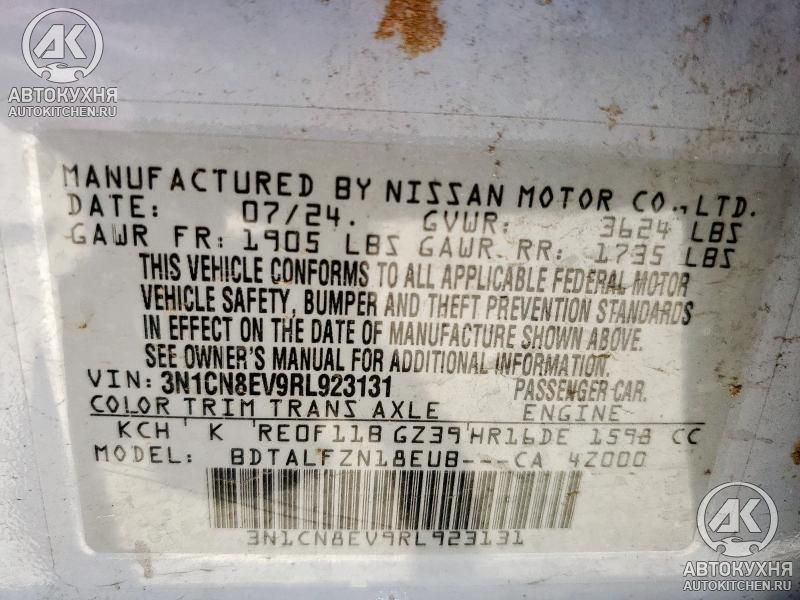 АК
АВТОКУХНЯ
AUTOKITCHEN.RU
MANUFACTURED BY NISSAN MOTOR CO., LTD.
DATE: 07/24. GVWR: 3624 LBS
GAWR FR: 1905 LBS GAWR RR: 1735 LBS
THIS VEHICLE CONFORMS TO ALL APPLICABLE FEDERAL MOTOR
VEHICLE SAFETY, BUMPER AND THEFT PREVENTION STANDARDS
IN EFFECT ON THE DATE OF MANUFACTURE SHOWN ABOVE.
SEE OWNER'S MANUAL FOR ADDITIONAL INFORMATION.
VIN: 3N1CN8EV9RL923131 PASSENGER CAR.
COLOR TRIM TRANS AXLE ENGINE
KCH K RE0F11B GZ39 HR16DE 1598 CC
MODEL: BDTALFZN18EUB---CA 4Z000
3N1CN8EV9RL923131
АК
АВТОКУХНЯ
AUTOKITCHEN.RU